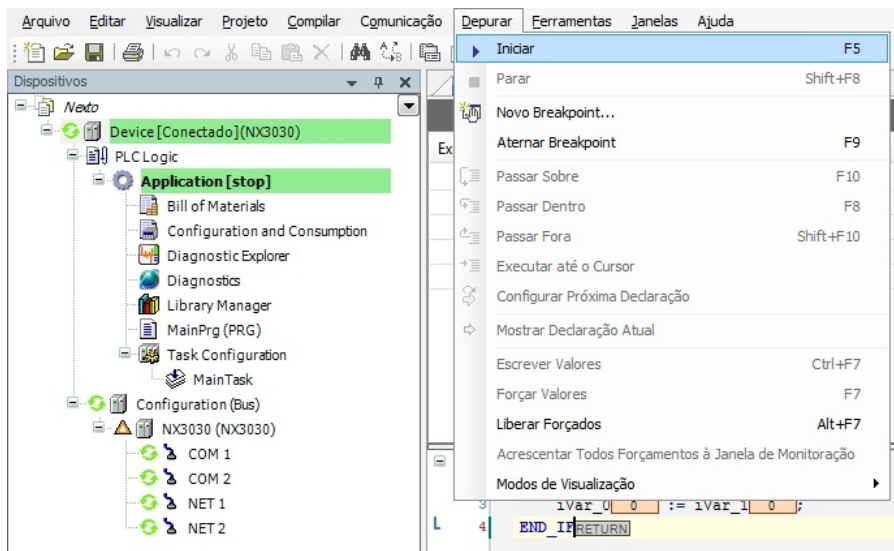 Arquivo Editar Visualizar Projeto Compilar Comunicação Depurar Ferramentas Janelas Ajuda
Dispositivos
Nexto
Device [Conectado] (NX3030)
PLC Logic
Application [stop]
Bill of Materials
Configuration and Consumption
Diagnostic Explorer
Diagnostics
Library Manager
MainPrg (PRG)
Task Configuration
MainTask
Configuration (Bus)
NX3030 (NX3030)
COM 1
COM 2
NET 1
NET 2
Ex
Iniciar F5
Parar Shift+F8
Novo Breakpoint...
Aternar Breakpoint F9
Passar Sobre F10
Passar Dentro F8
Passar Fora Shift+F10
Executar até o Cursor
Configurar Próxima Declaração
Mostrar Declaração Atual
Escrever Valores Ctrl+F7
Forçar Valores F7
Liberar Forçados Alt+F7
Acrescentar Todos Forçamentos à Janela de Monitoração
Modos de Visualização
3 iVar_0 0 := iVar_1 0 ;
L 4 END_IF RETURN